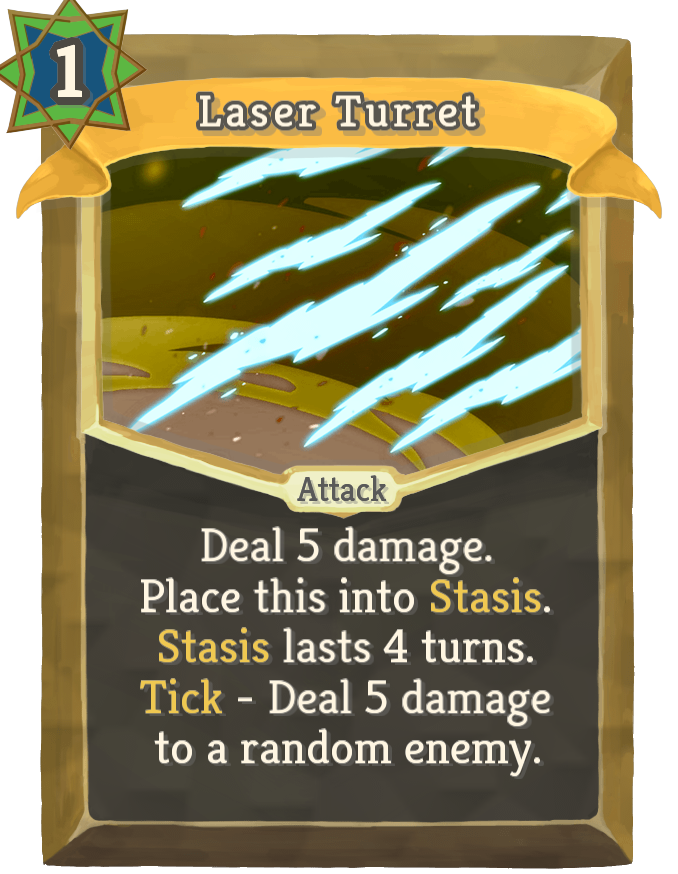 1
Laser Turret
Attack
Deal 5 damage.
Place this into Stasis.
Stasis lasts 4 turns.
Tick - Deal 5 damage
to a random enemy.